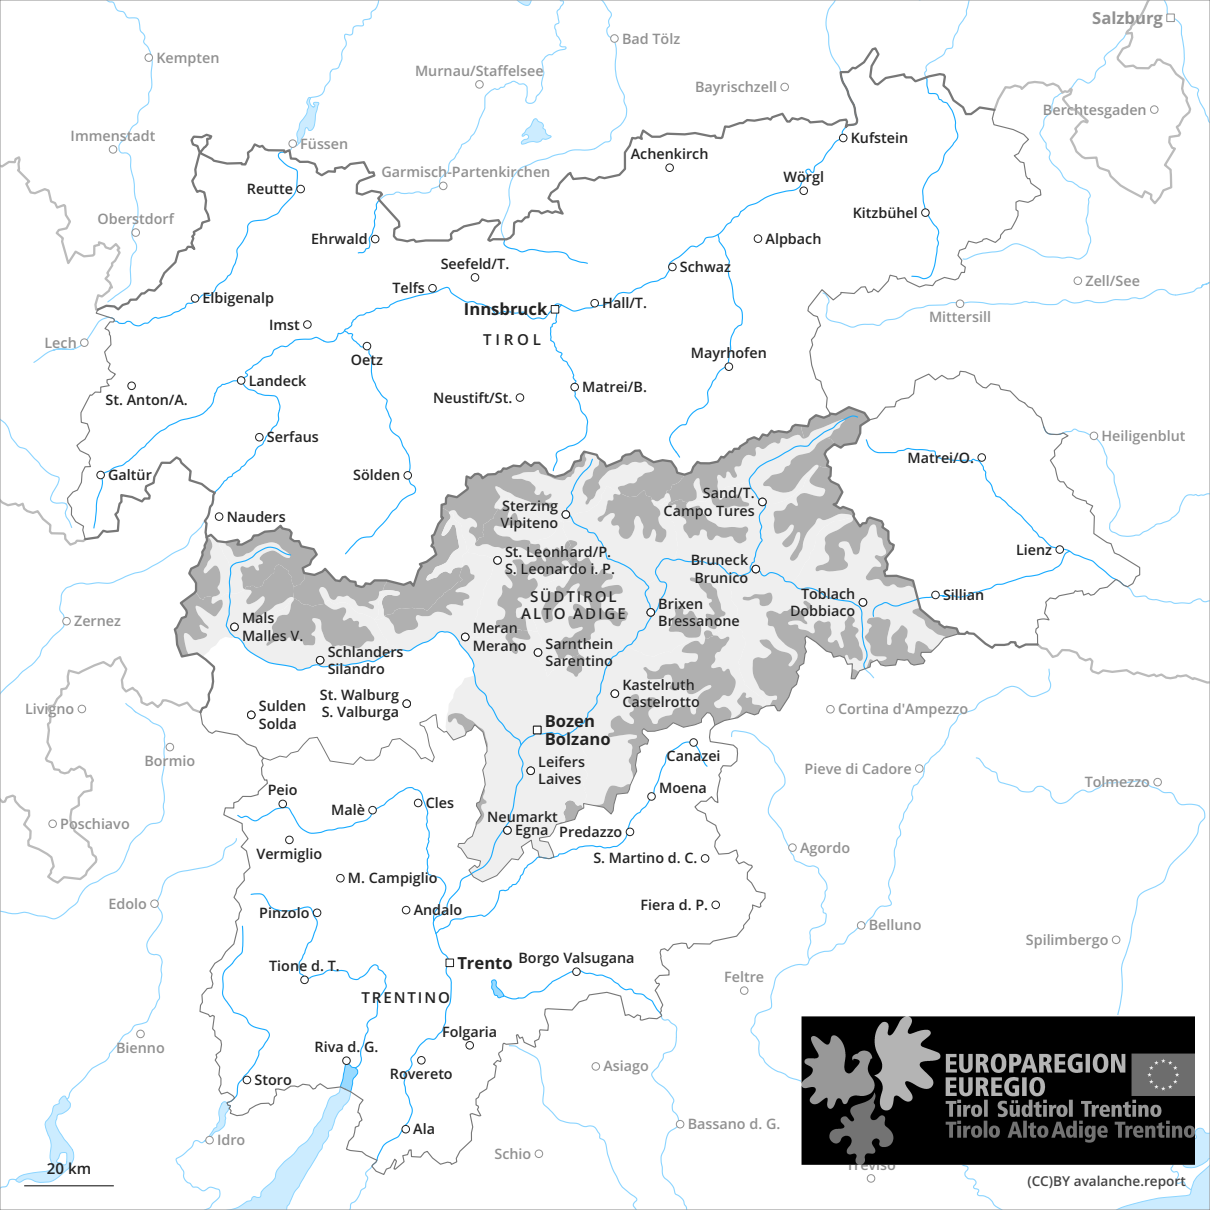 Salzburg
Bad Tölz
Kempten
Murnau/Staffelsee
Bayrischzell
Berchtesgaden
Immenstadt
Füssen
Kufstein
Achenkirch
Garmisch-Partenkirchen
Wörgl
Reutte
Kitzbühel
Oberstdorf
Ehrwald
Alpbach
Seefeld/T.
Schwaz
Zell/See
Telfs
Elbigenalp
Hall/T.
Innsbruck
Mittersill
Imst
TIROL
Lech
Mayrhofen
Oetz
Landeck
Matrei/B.
St. Anton/A.
Neustift/St.
Serfaus
Heiligenblut
Matrei/O.
Galtür
Sölden
Sand/T.
Campo Tures
Sterzing
Vipiteno
Nauders
St. Leonhard/P.
S. Leonardo i. P.
Lienz
Bruneck
Brunico
SÜDTIROL
ALTO ADIGE
Toblach
Dobbiaco
Sillian
Brixen
Bressanone
Zernez
Mals
Malles V.
Meran
Merano
Sarnthein
Sarentino
Schlanders
Silandro
Kastelruth
Castelrotto
St. Walburg
S. Valburga
Livigno
Sulden
Solda
Cortina d'Ampezzo
Bozen
Bolzano
Bormio
Canazei
Leifers
Laives
Pieve di Cadore
Tolmezzo
Peio
Moena
Malè
Cles
Neumarkt
Egna
Predazzo
Poschiavo
Vermiglio
S. Martino d. C.
Agordo
M. Campiglio
Edolo
Pinzolo
Andalo
Fiera d. P.
Belluno
Spilimbergo
Tione d. T.
Trento
Borgo Valsugana
Feltre
TRENTINO
Folgaria
Bienno
Riva d. G.
Rovereto
Asiago
Storo
EUROPAREGION
EUREGIO
Tirol Südtirol Trentino
Tirolo Alto Adige Trentino
Ala
Idro
Bassano d. G.
Schio
Treviso
20 km
(CC)BY avalanche.report